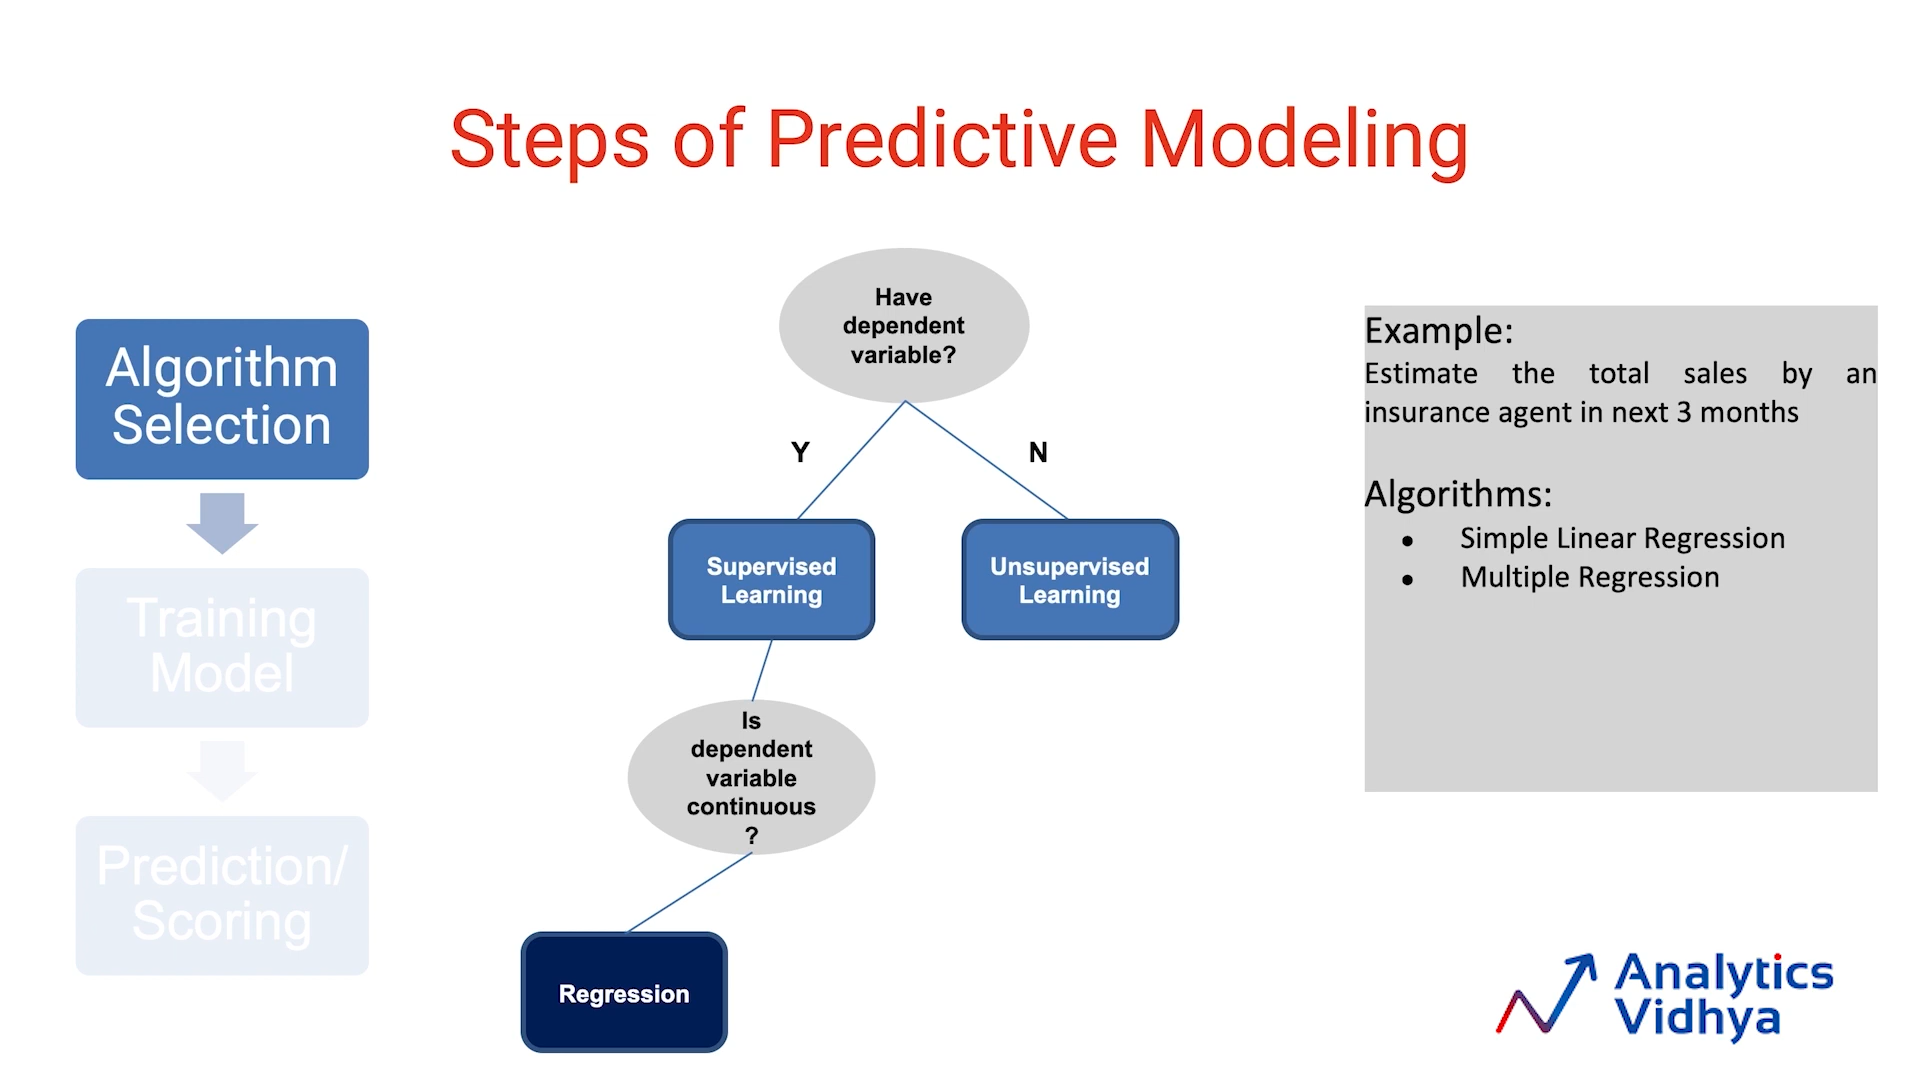 Steps of Predictive Modeling
Algorithm
Selection
Training
Model
Prediction/
Scoring
Have
dependent
variable?
Y
N
Supervised
Learning
Unsupervised
Learning
Is
dependent
variable
continuous
?
Regression
Example:
Estimate the total sales by an
insurance agent in next 3 months
Algorithms:
● Simple Linear Regression
● Multiple Regression
Analytics
Vidhya